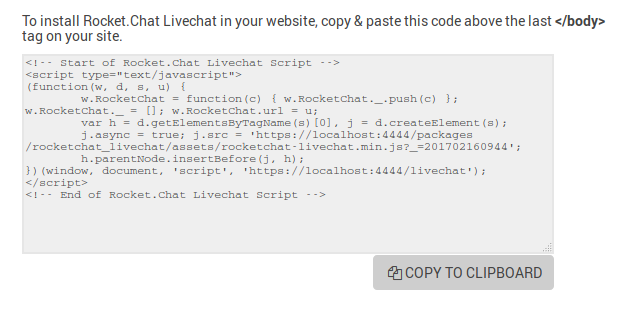 To install Rocket.Chat Livechat in your website, copy & paste this code above the last </body>
tag on your site.
<!-- Start of Rocket.Chat Livechat Script -->
<script type="text/javascript">
(function(w, d, s, u) {
w.RocketChat = function(c) { w.RocketChat._.push(c) };
w.RocketChat._ = []; w.RocketChat.url = u;
var h = d.getElementsByTagName(s)[0], j = d.createElement(s);
j.async = true; j.src = 'https://localhost:4444/packages
/rocketchat_livechat/assets/rocketchat-livechat.min.js?_=201702160944';
h.parentNode.insertBefore(j, h);
})(window, document, 'script', 'https://localhost:4444/livechat');
</script>
<!-- End of Rocket.Chat Livechat Script -->
COPY TO CLIPBOARD